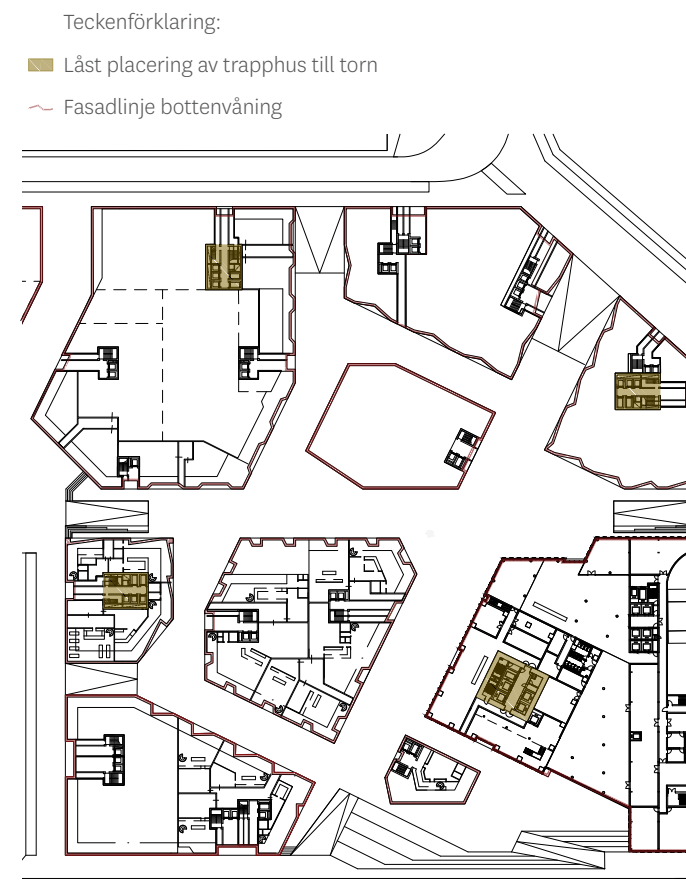 Teckenförklaring:
Låst placering av trapphus till torn
Fasadlinje bottenvåning